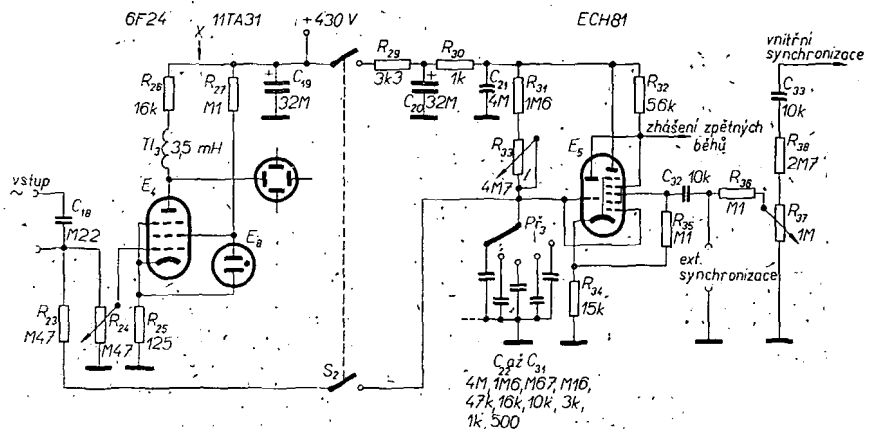 6F24
11TA31
+430 V
ECH81
X
R26
16k
R27
M1
C19
+
32M
R29
3k3
C20
+
32M
R30
1k
C21
4M
R31
1M6
R32
56k
vnitřní
synchronizace
C33
10k
zhášení zpětných
běhů
Tl3
3,5 mH
R33
4M7
E5
C32 10k
R36
M1
R38
2M7
R37
1M
vstup
~
C18
M22
E4
E8
Př3
R35
M1
ext.
synchronizace
R34
15k
R23
M47
R24
M47
R25
125
S2
C22 až C31
4M, 1M6, M67, M16,
47k, 16k, 10k, 3k,
1k, 500